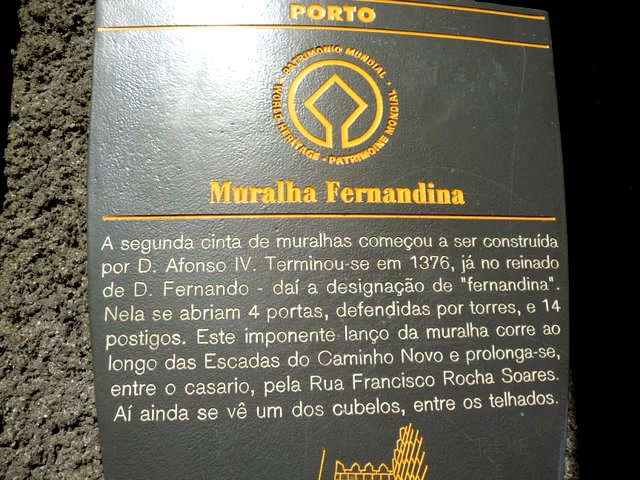 PORTO
PATRIMONIO MUNDIAL • WORLD HERITAGE • PATRIMOINE MONDIAL •
Muralha Fernandina
A segunda cinta de muralhas começou a ser construída
por D. Afonso IV. Terminou-se em 1376, já no reinado
de D. Fernando - daí a designação de "fernandina".
Nela se abriam 4 portas, defendidas por torres, e 14
postigos. Este imponente lanço da muralha corre ao
longo das Escadas do Caminho Novo e prolonga-se,
entre o casario, pela Rua Francisco Rocha Soares.
Aí ainda se vê um dos cubelos, entre os telhados.